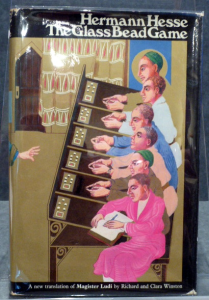 Hermann Hesse
The Glass Bead Game
A new translation of Magister Ludi by Richard and Clara Winston